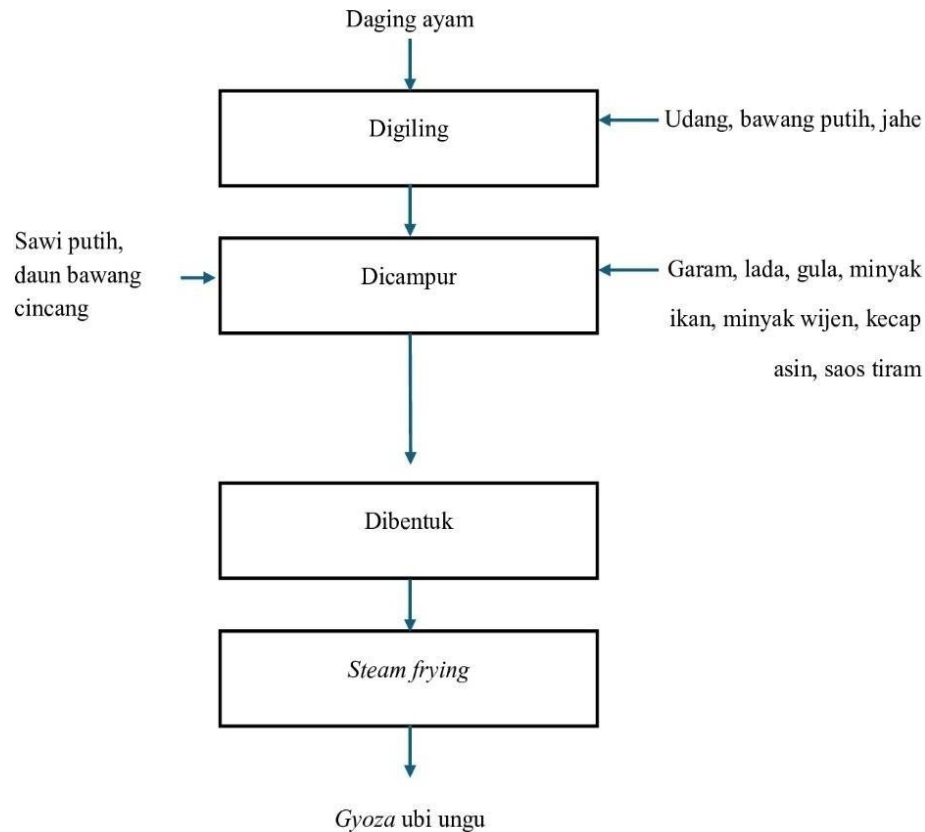 Daging ayam
Digiling
Udang, bawang putih, jahe
Sawi putih,
daun bawang
cincang
Dicampur
Garam, lada, gula, minyak
ikan, minyak wijen, kecap
asin, saos tiram
Dibentuk
Steam frying
Gyoza ubi ungu